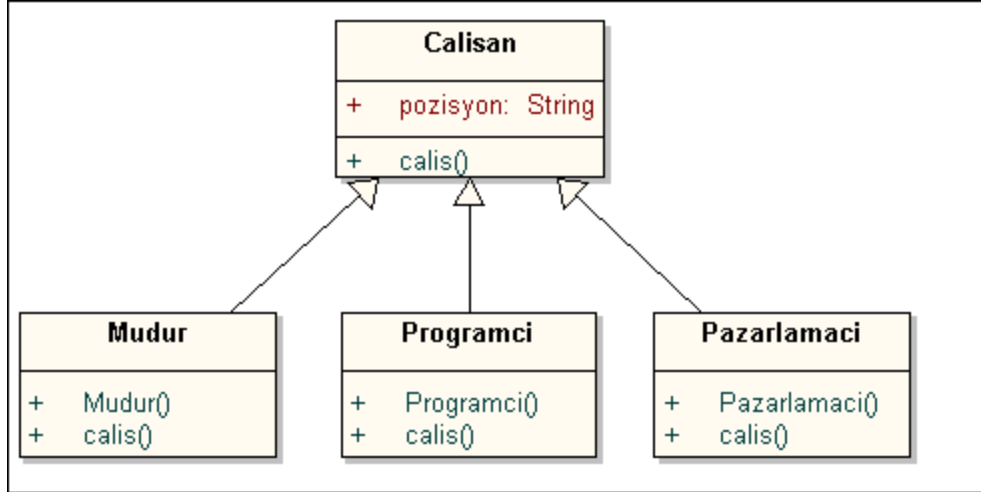 Calisan
+ pozisyon: String
+ calis()
Mudur
+ Mudur()
+ calis()
Programci
+ Programci()
+ calis()
Pazarlamaci
+ Pazarlamaci()
+ calis()